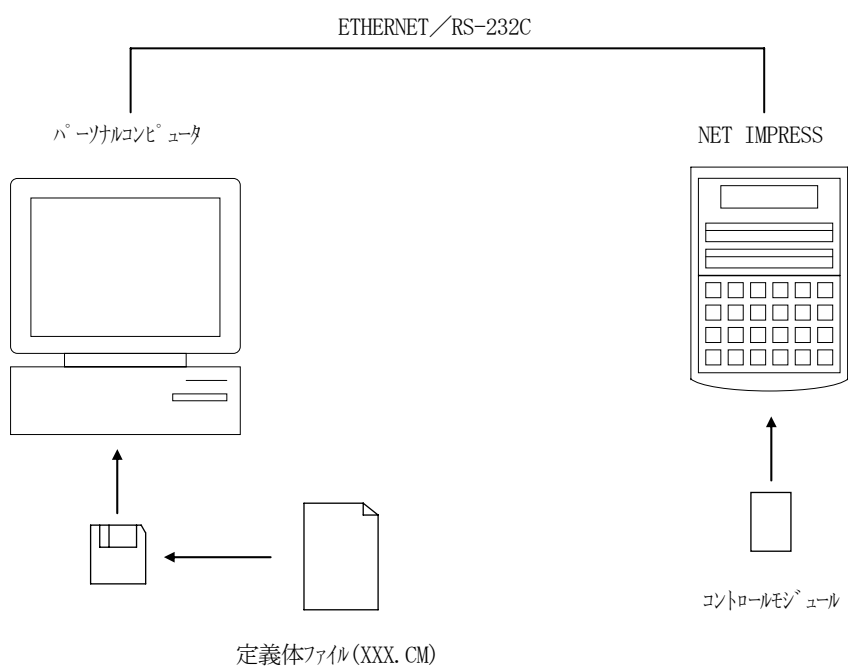 ETHERNET/RS-232C
パーソナルコンピュータ
NET IMPRESS
コントロールモジュール
定義体ファイル(XXX.CM)